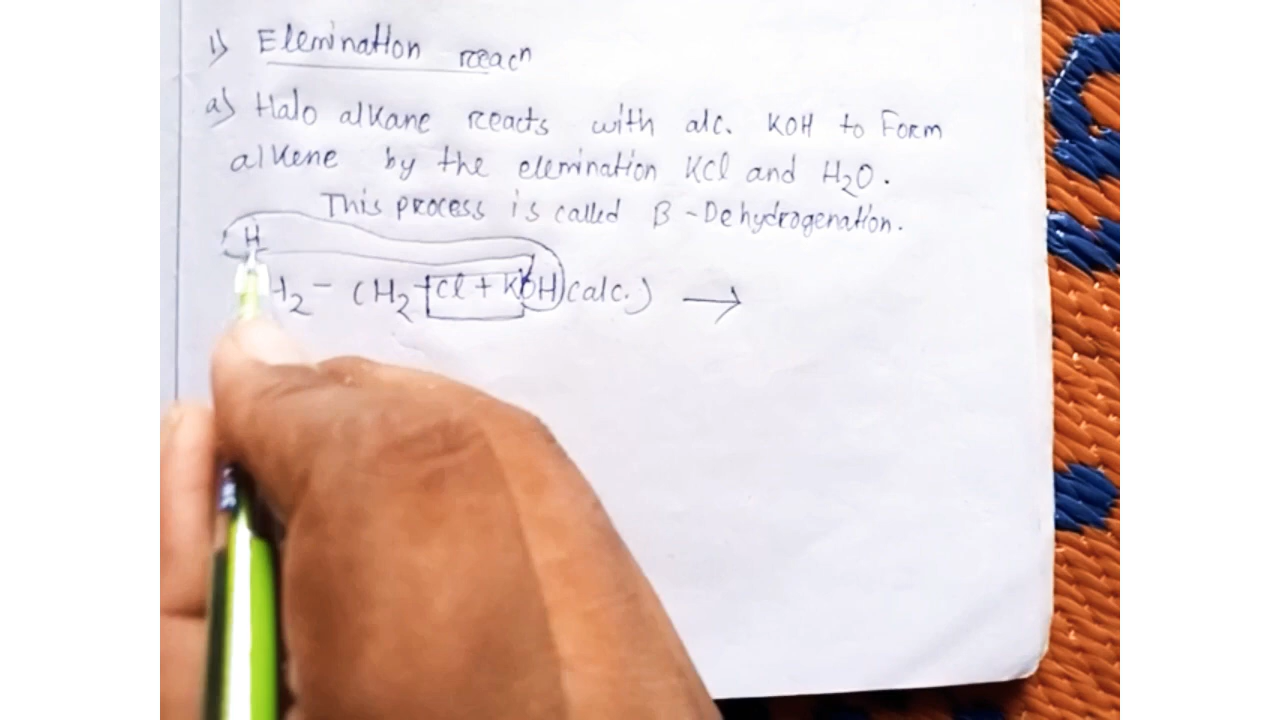 1) Elemination reacn
a) Halo alkane reacts with alc. KOH to Form
alkene by the elemination KCl and H2O.
This process is called B-Dehydrogenation.
H
H2 - CH2 - Cl + KOH (alc.) →